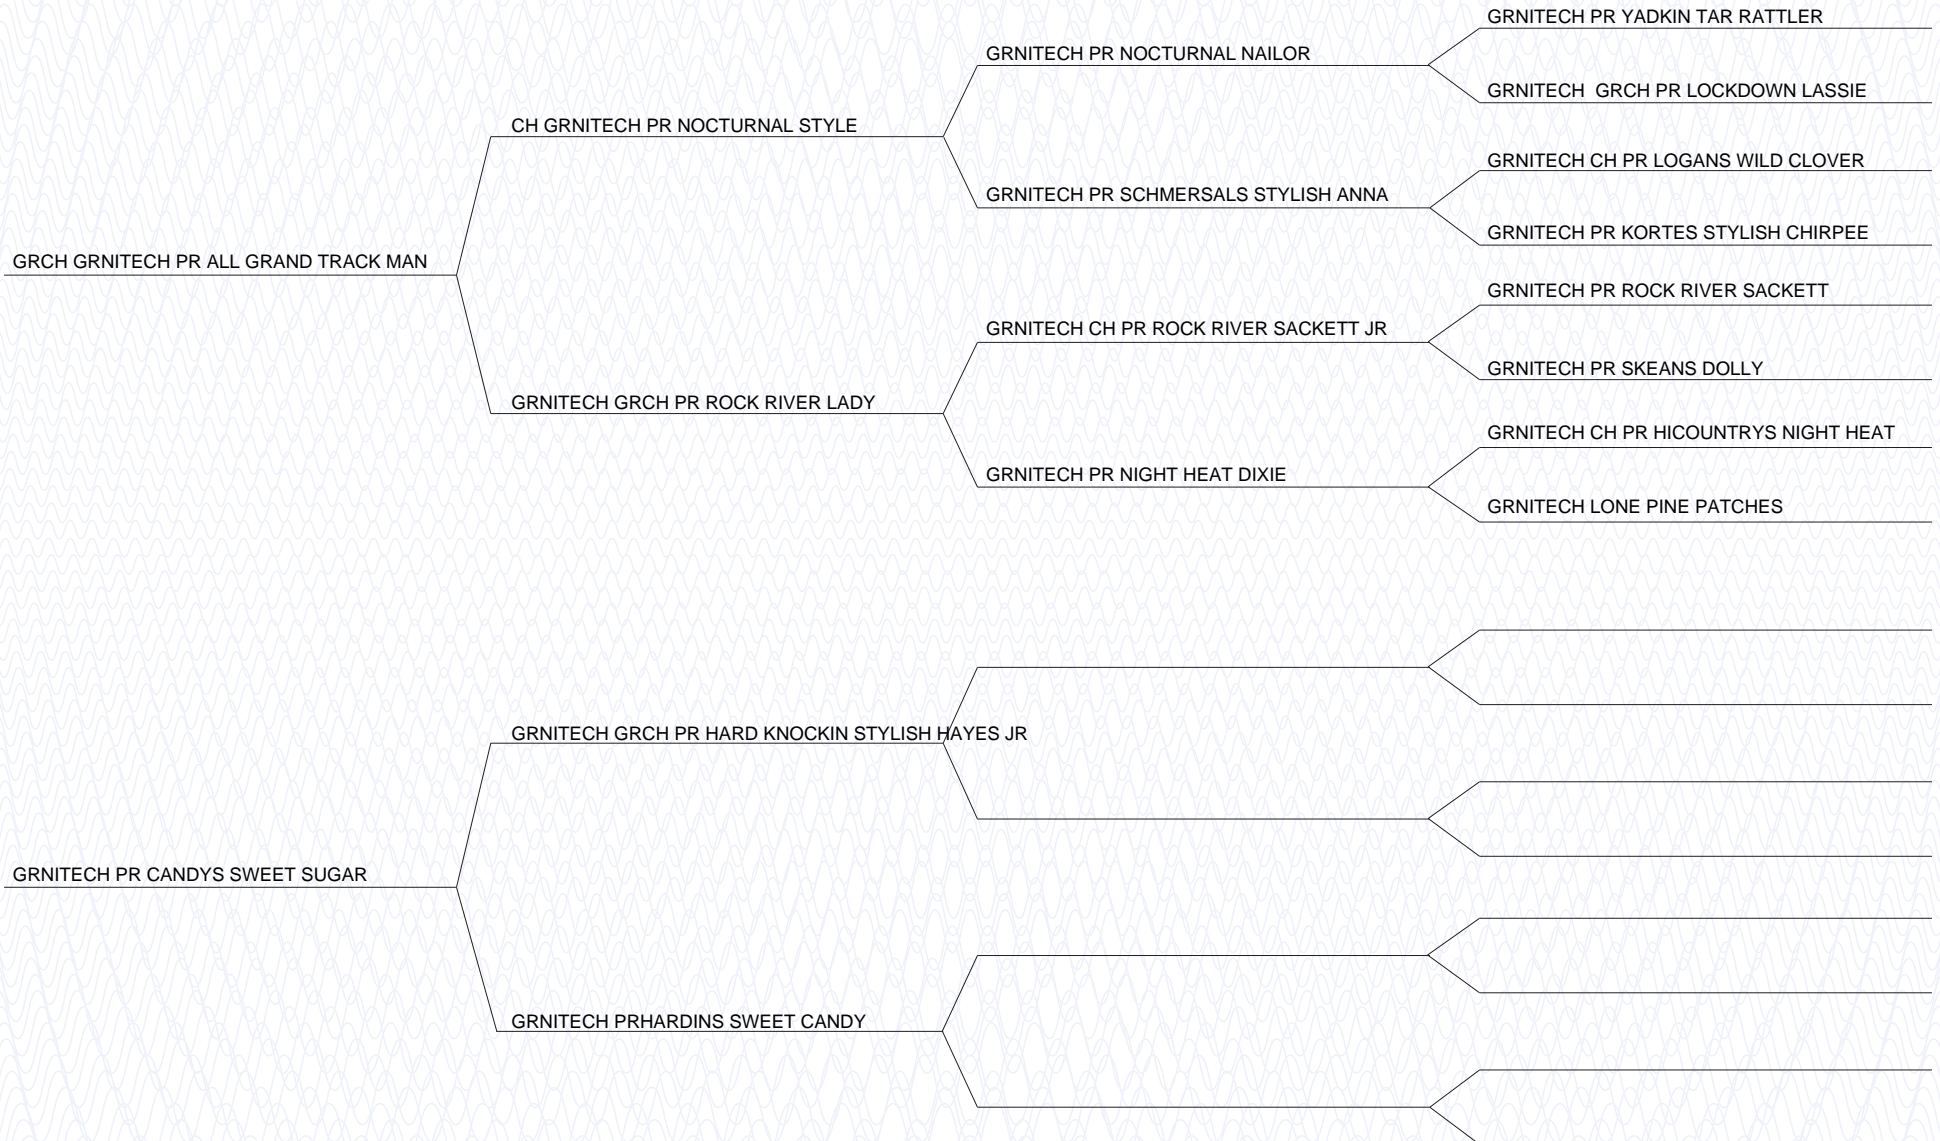 GRNITECH PR YADKIN TAR RATTLER
GRNITECH PR NOCTURNAL NAILOR
GRNITECH  GRCH PR LOCKDOWN LASSIE
CH GRNITECH PR NOCTURNAL STYLE
GRNITECH CH PR LOGANS WILD CLOVER
GRNITECH PR SCHMERSALS STYLISH ANNA
GRNITECH PR KORTES STYLISH CHIRPEE
GRCH GRNITECH PR ALL GRAND TRACK MAN
GRNITECH PR ROCK RIVER SACKETT
GRNITECH CH PR ROCK RIVER SACKETT JR
GRNITECH PR SKEANS DOLLY
GRNITECH GRCH PR ROCK RIVER LADY
GRNITECH CH PR HICOUNTRYS NIGHT HEAT
GRNITECH PR NIGHT HEAT DIXIE
GRNITECH LONE PINE PATCHES
GRNITECH GRCH PR HARD KNOCKIN STYLISH HAYES JR
GRNITECH PR CANDYS SWEET SUGAR
GRNITECH PRHARDINS SWEET CANDY